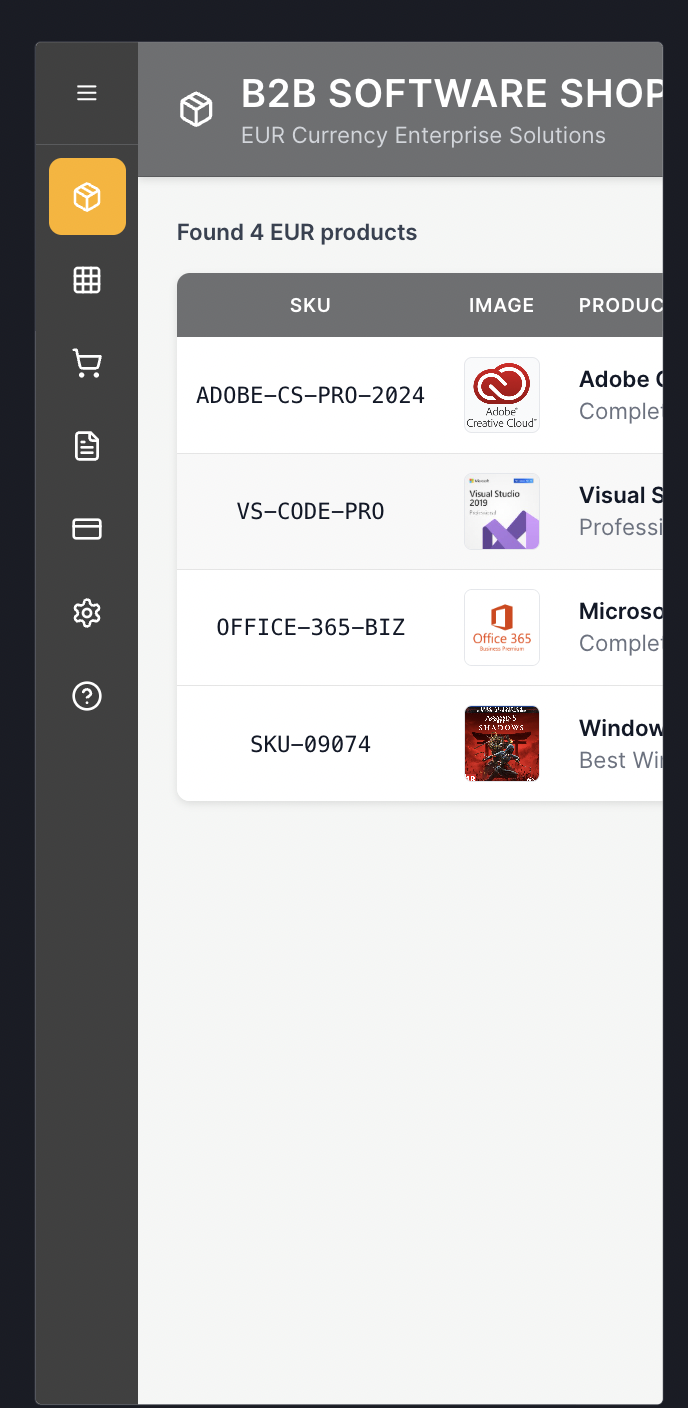 B2B SOFTWARE SHOP
EUR Currency Enterprise Solutions
Found 4 EUR products
SKU IMAGE PRODUC
ADOBE-CS-PRO-2024
Adobe
Creative Cloud™
Adobe C
Complet
VS-CODE-PRO
Microsoft
Visual Studio
2019
Professional
Visual S
Professi
OFFICE-365-BIZ
Office 365
Business Premium
Microso
Complet
SKU-09074
SHADOWS
Window
Best Wi